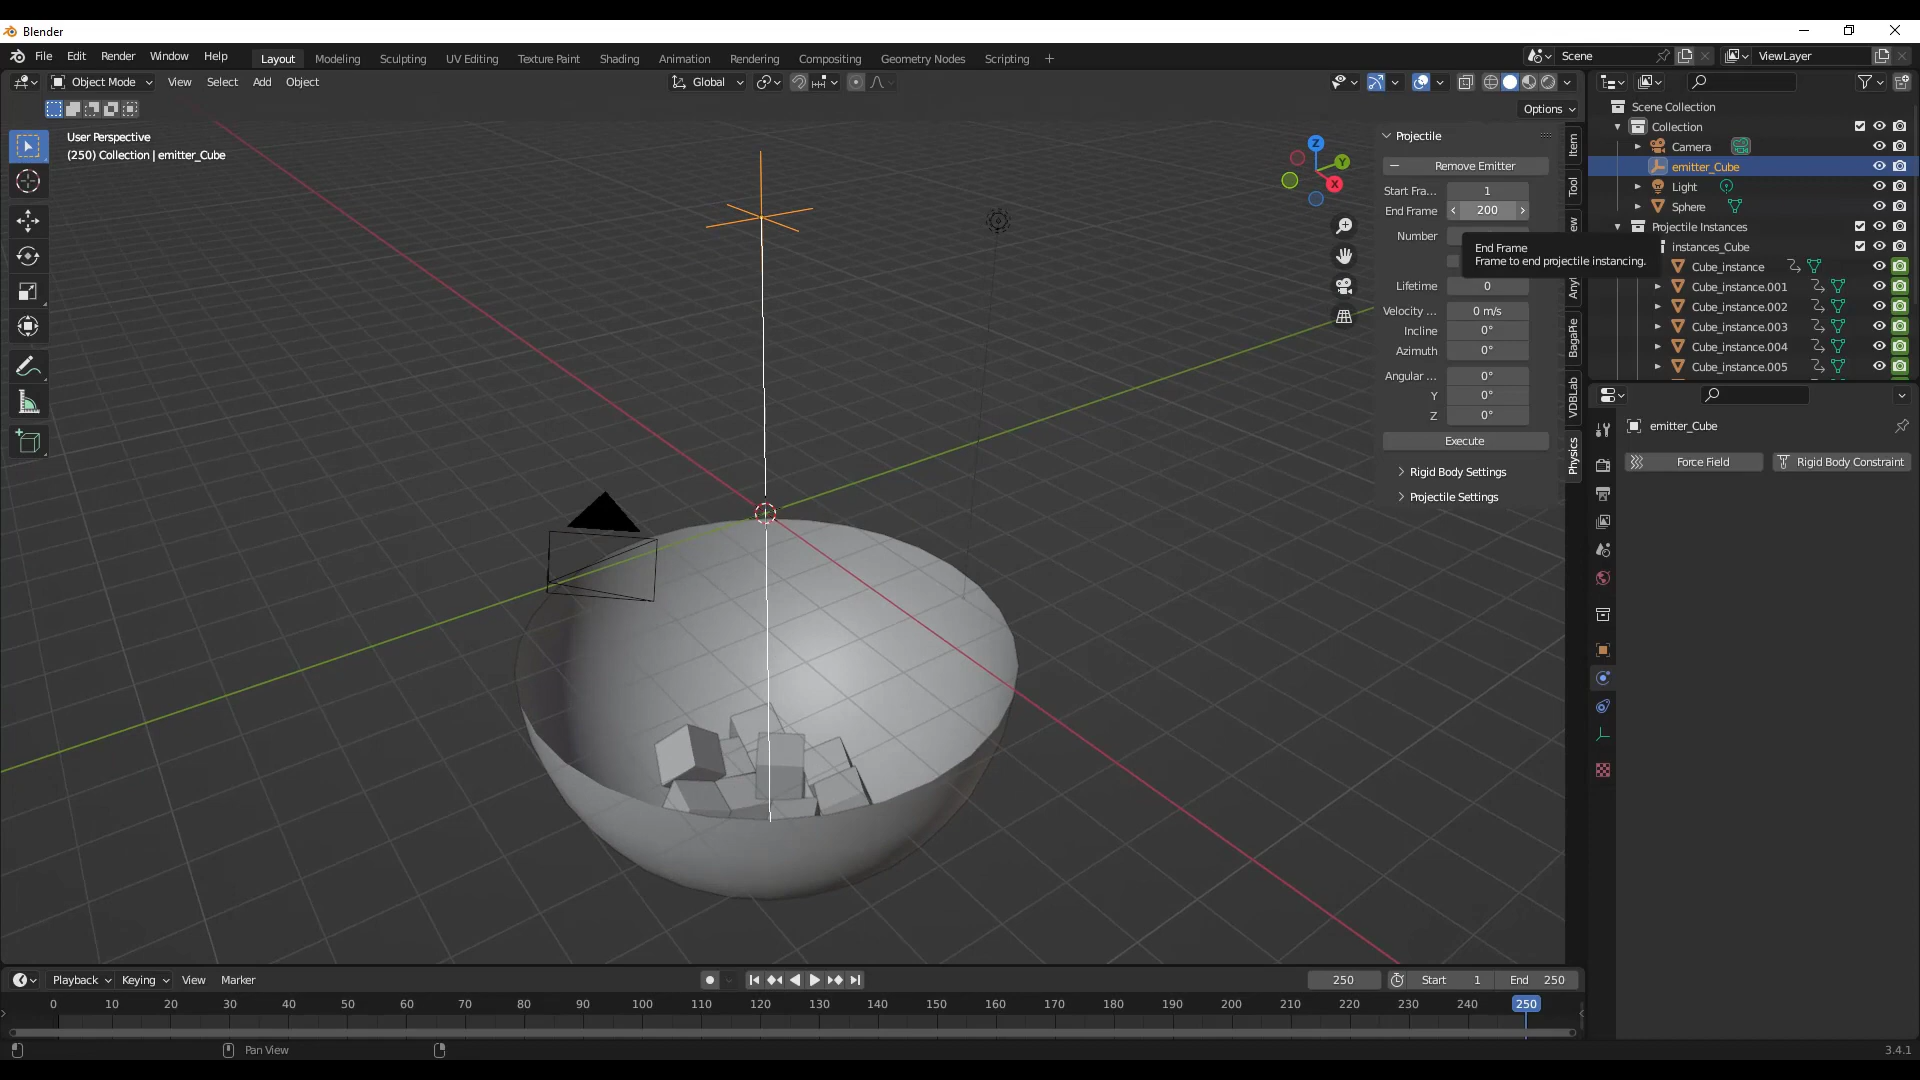 Blender
File Edit Render Window Help Layout Modeling Sculpting UV Editing Texture Paint Shading Animation Rendering Compositing Geometry Nodes Scripting + Scene ViewLayer
Object Mode View Select Add Object Global
Options
User Perspective
(250) Collection | emitter_Cube
Z
Y
X
Projectile
Remove Emitter
Start Fra... 1
End Frame 200
Number
End Frame
Frame to end projectile instancing.
Lifetime 0
Velocity ... 0 m/s
Incline 0°
Azimuth 0°
Angular ... 0°
Y 0°
Z 0°
Execute
Rigid Body Settings
Projectile Settings
Item
Tool
BagaPie
VDBLab
Physics
Scene Collection
Collection
Camera
emitter_Cube
Light
Sphere
Projectile Instances
instances_Cube
Cube_instance
Cube_instance.001
Cube_instance.002
Cube_instance.003
Cube_instance.004
Cube_instance.005
emitter_Cube
Force Field Rigid Body Constraint
Playback Keying View Marker 250 Start 1 End 250
0 10 20 30 40 50 60 70 80 90 100 110 120 130 140 150 160 170 180 190 200 210 220 230 240 250
Pan View 3.4.1